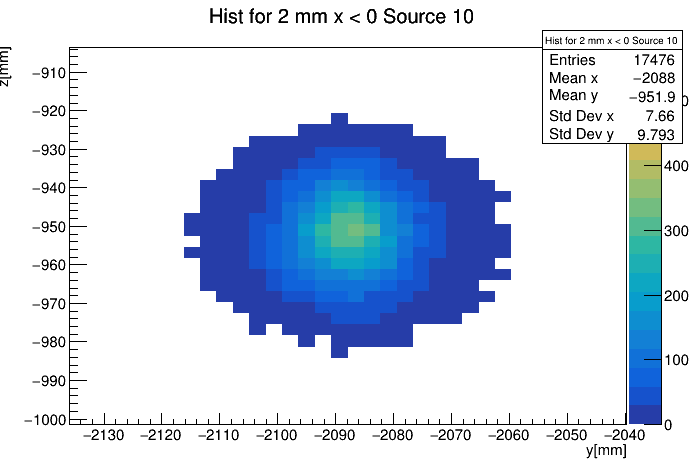 Hist for 2 mm x < 0 Source 10
z[mm]
Hist for 2 mm x < 0 Source 10
Entries 17476
Mean x −2088
Mean y −951.9
Std Dev x 7.66
Std Dev y 9.793
−910
−920
−930
−940
−950
−960
−970
−980
−990
−1000
0
400
300
200
100
0
−2130 −2120 −2110 −2100 −2090 −2080 −2070 −2060 −2050 −2040
y[mm]